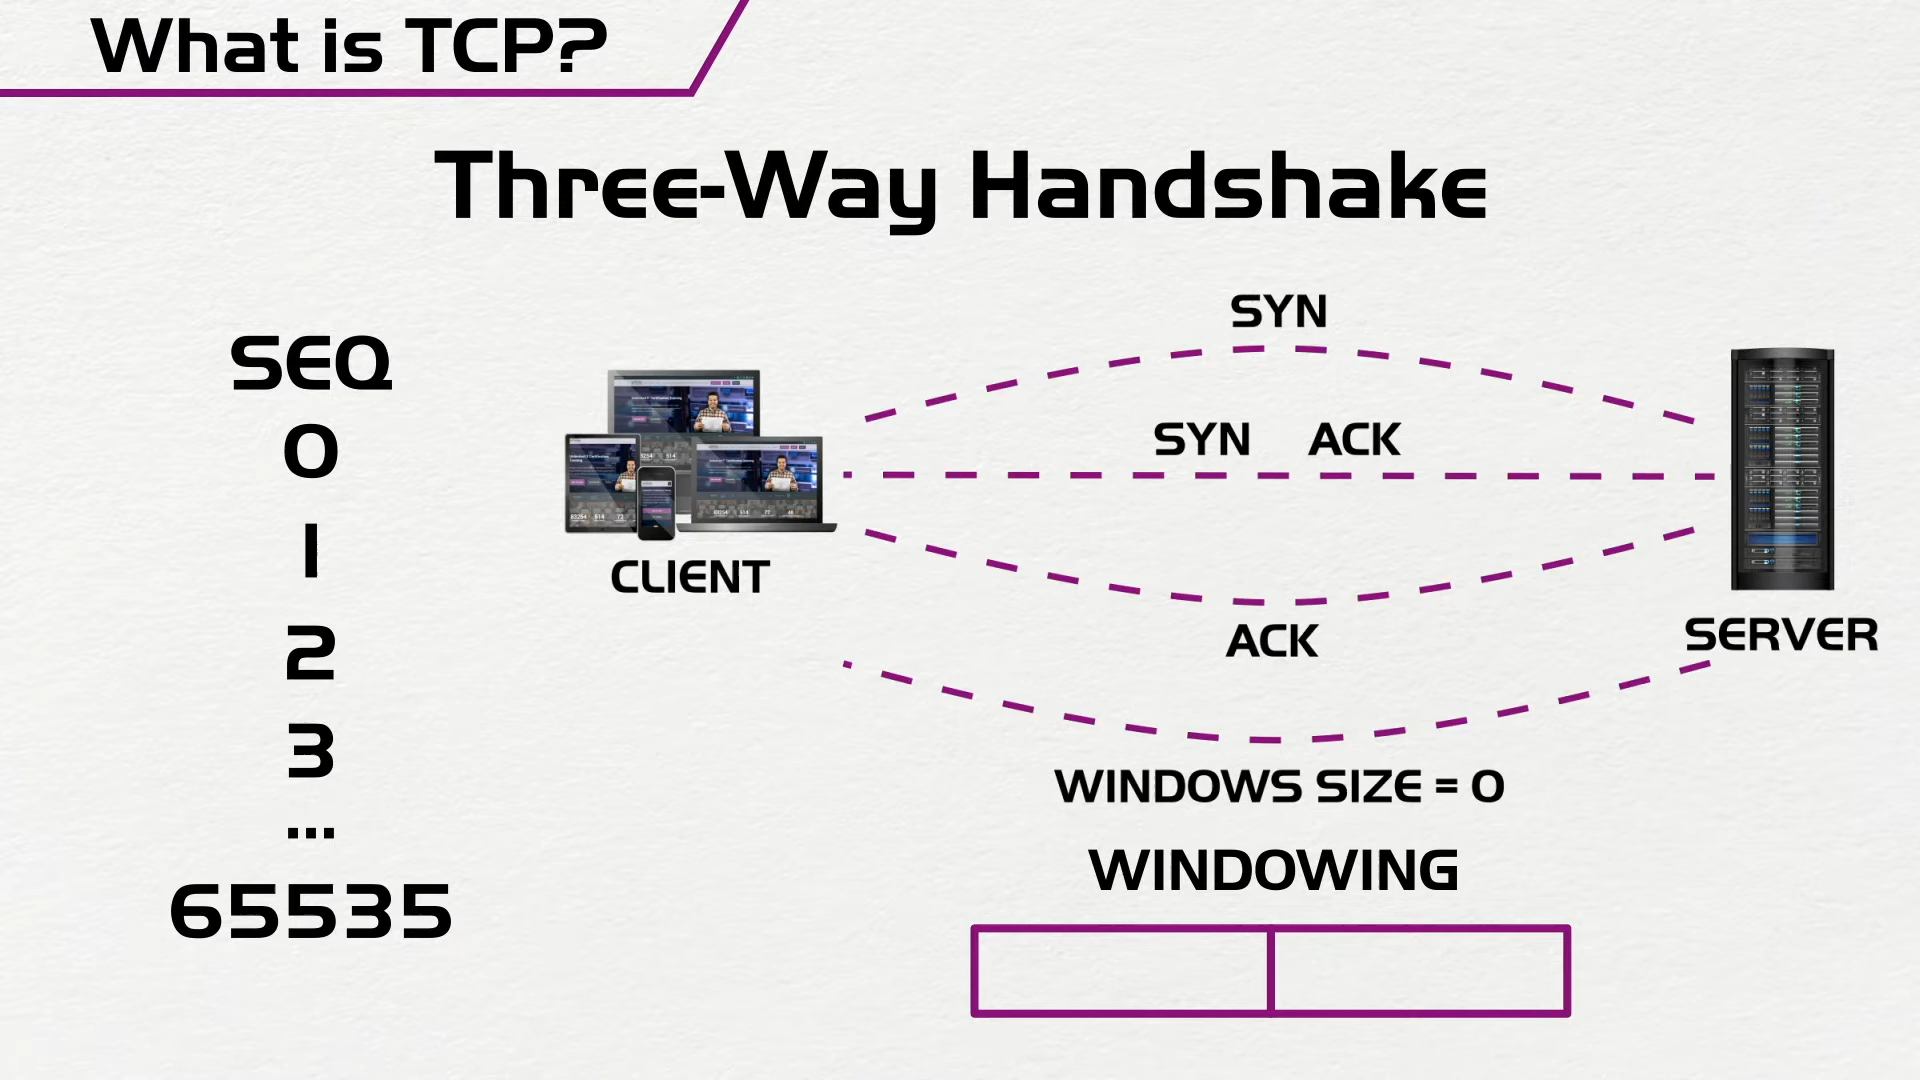 What is TCP?
Three-Way Handshake
SEQ
0
1
2
3
...
65535
CLIENT
SYN
SYN ACK
ACK
SERVER
WINDOWS SIZE = 0
WINDOWING